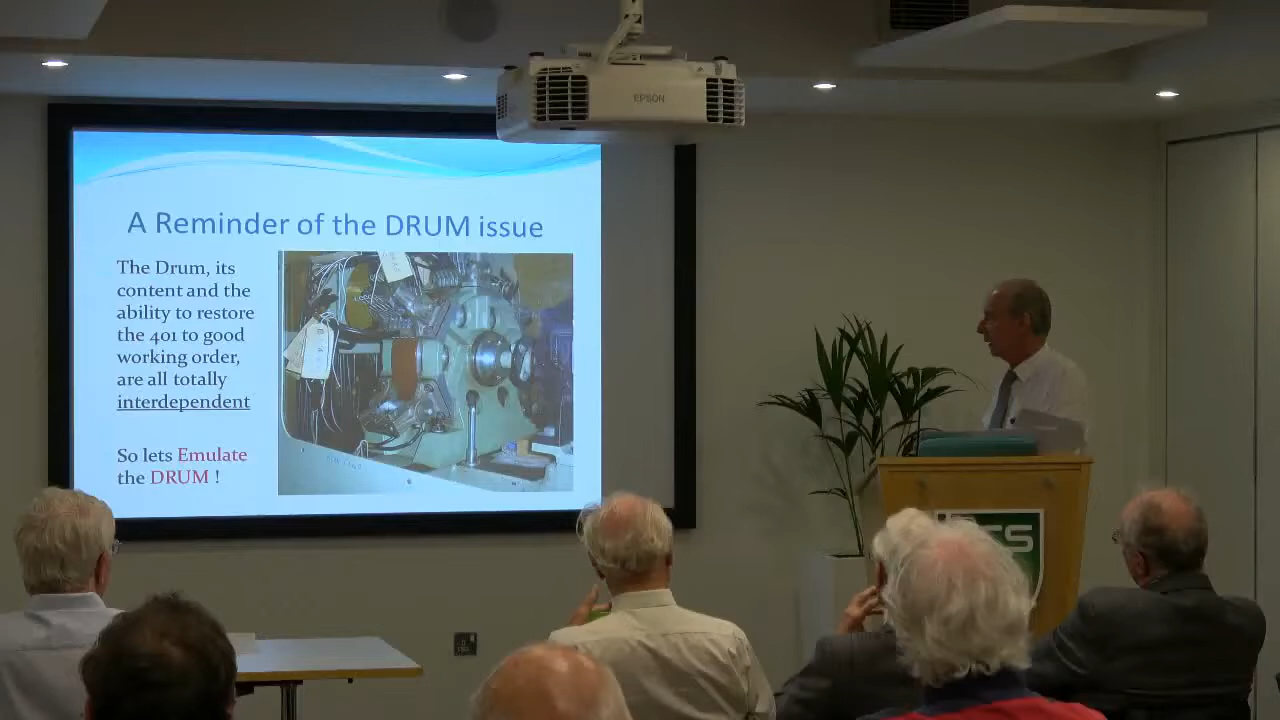 EPSON
A Reminder of the DRUM issue
The Drum, its
content and the
ability to restore
the 401 to good
working order,
are all totally
interdependent
So lets Emulate
the DRUM !